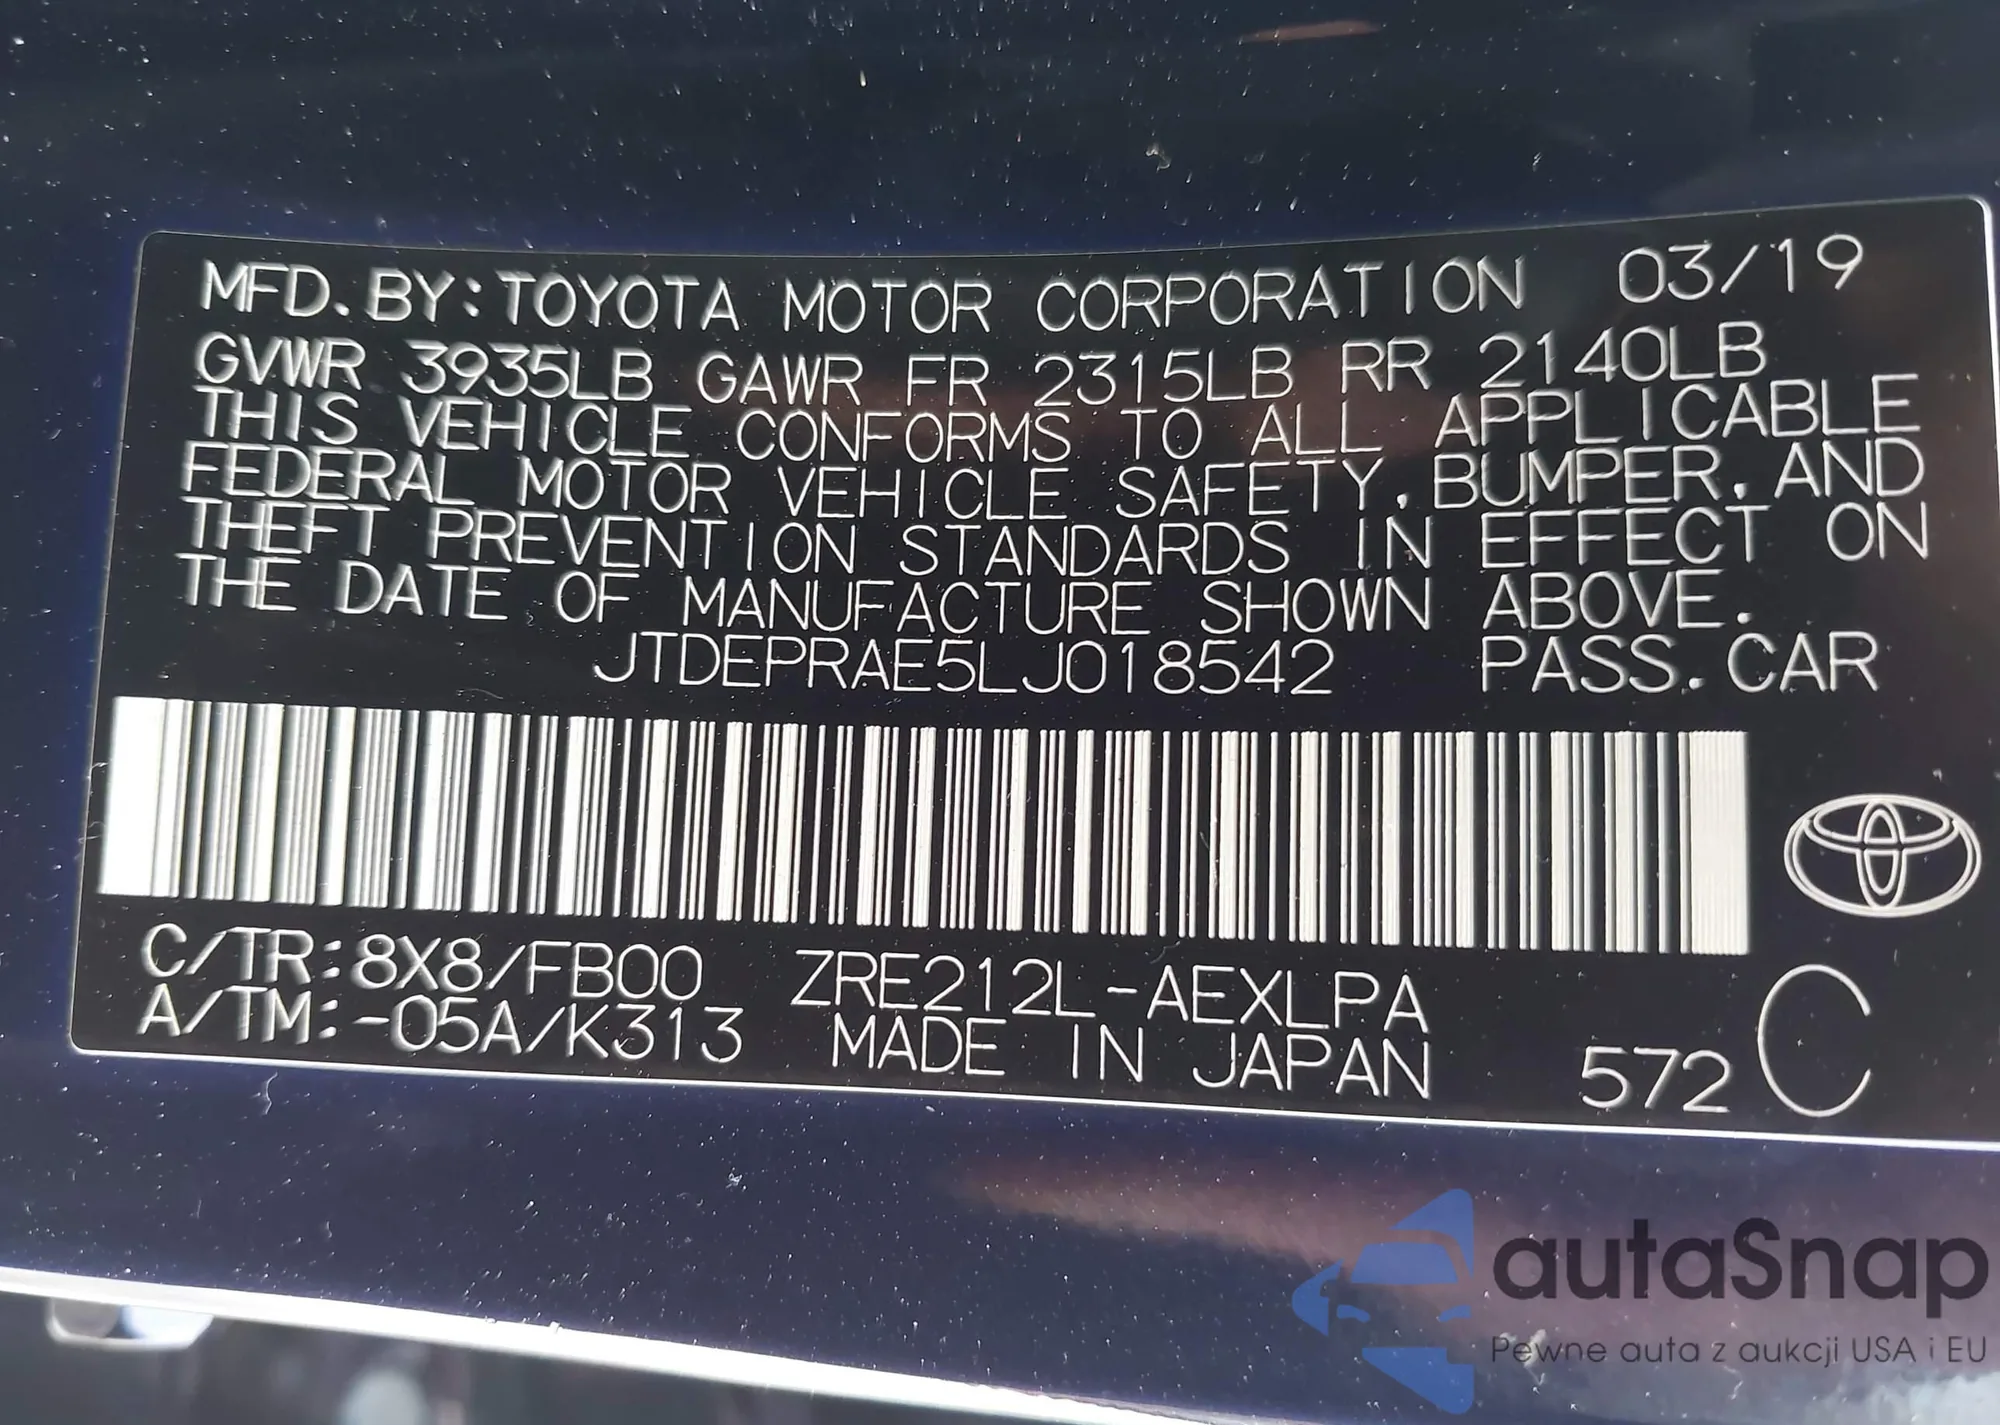 MFD. BY: TOYOTA MOTOR CORPORATION 03/19
GVWR 3935LB GAWR FR 2315LB RR 2140LB
THIS VEHICLE CONFORMS TO ALL APPLICABLE
FEDERAL MOTOR VEHICLE SAFETY, BUMPER, AND
THEFT PREVENTION STANDARDS IN EFFECT ON
THE DATE OF MANUFACTURE SHOWN ABOVE.
JTDEPRAE5LJ018542 PASS. CAR
C/TR: 8X8/FB00 ZRE212L-AEXLPA
A/TM: -05A/K313 MADE IN JAPAN 572 C
autaSnap
Pewne auta z aukcji USA i EU